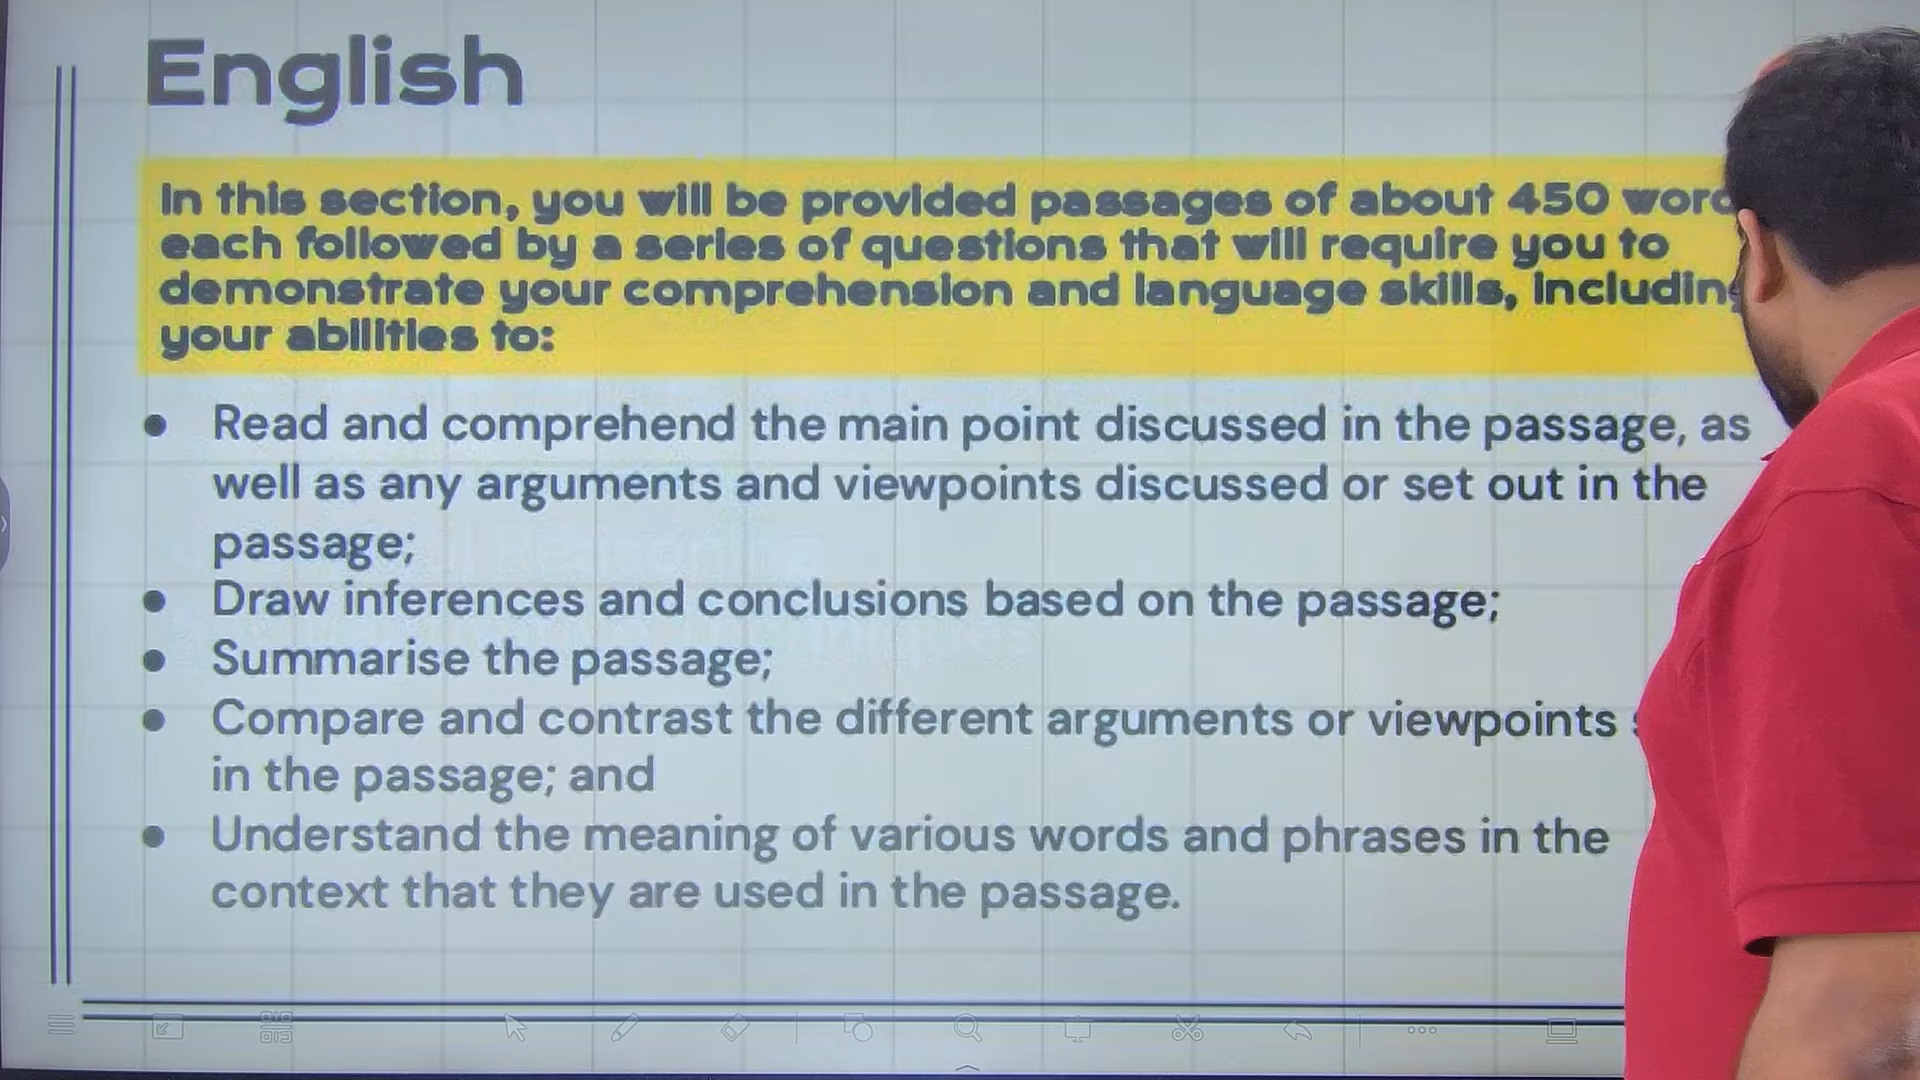 English
In this section, you will be provided passages of about 450
each followed by a series of questions that will require you to
demonstrate your comprehension and language skills, including
your abilities to:
Read and comprehend the main point discussed in the passage, as
well as any arguments and viewpoints discussed or set out in the
passage;
Draw inferences and conclusions based on the passage;
Summarise the passage;
Compare and contrast the different arguments or viewpoints
in the passage; and
Understand the meaning of various words and phrases in the
context that they are used in the passage.